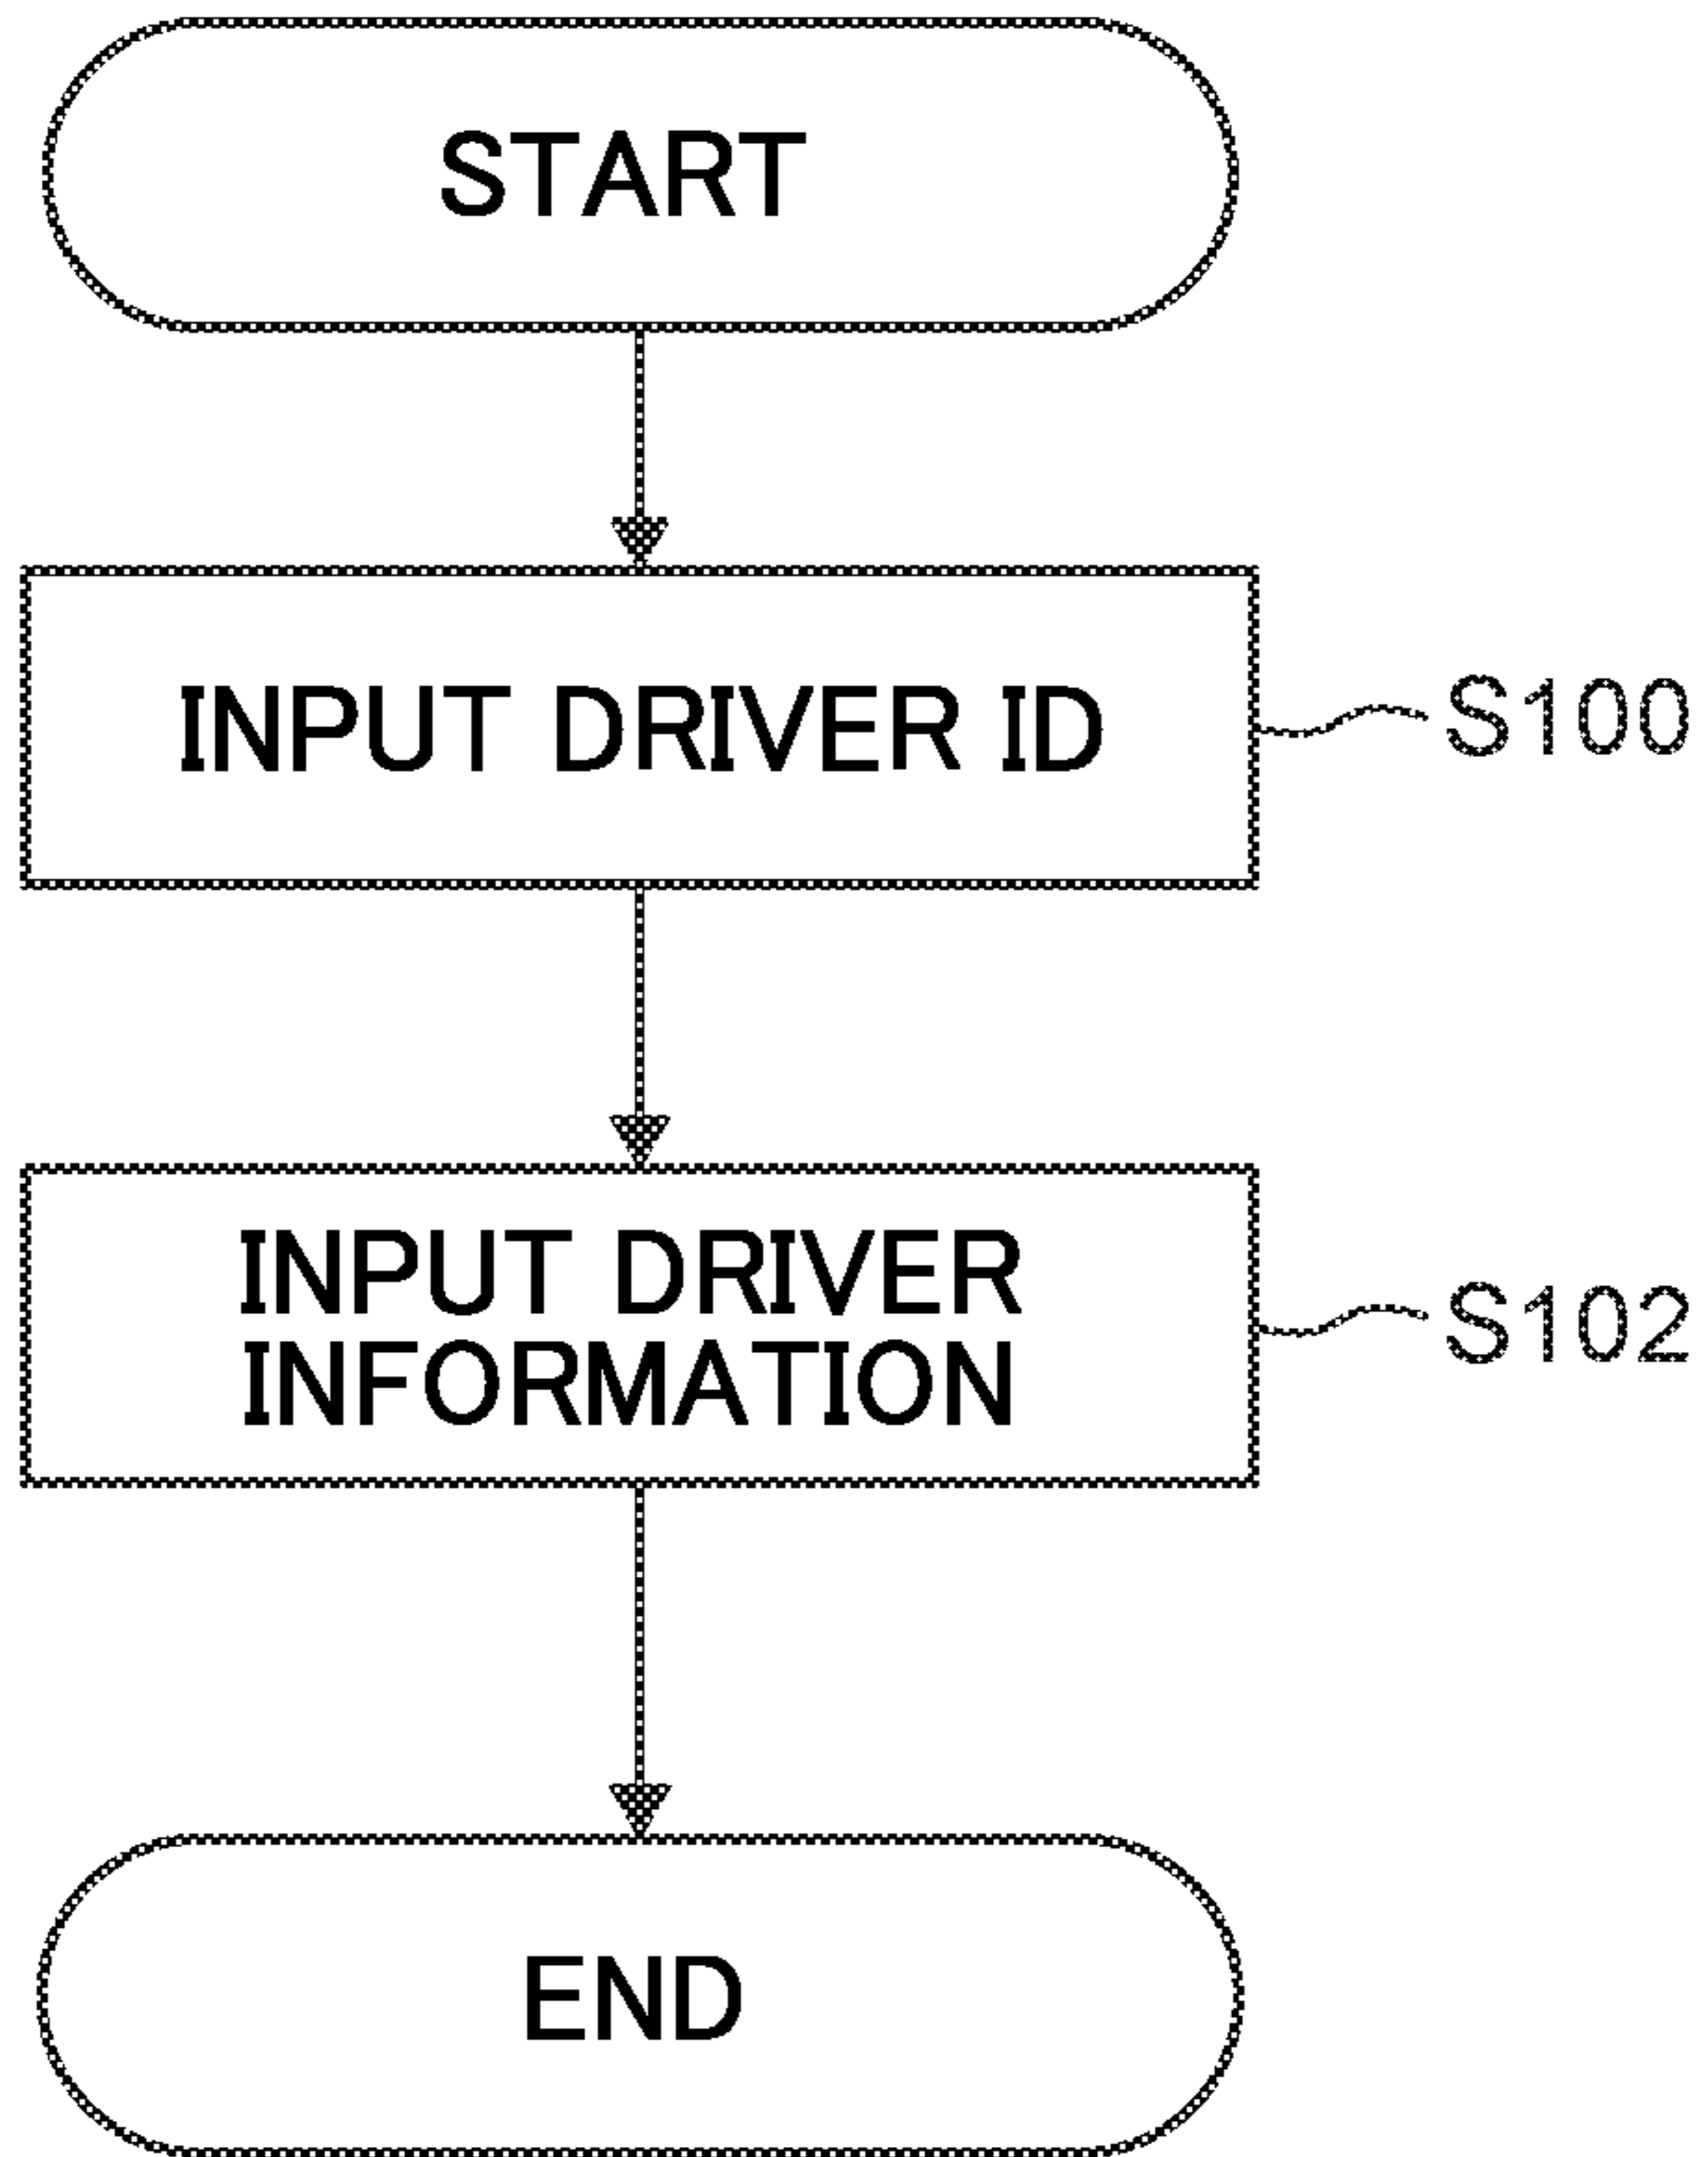 START
INPUT DRIVER ID
S100
INPUT DRIVER
INFORMATION
S102
END